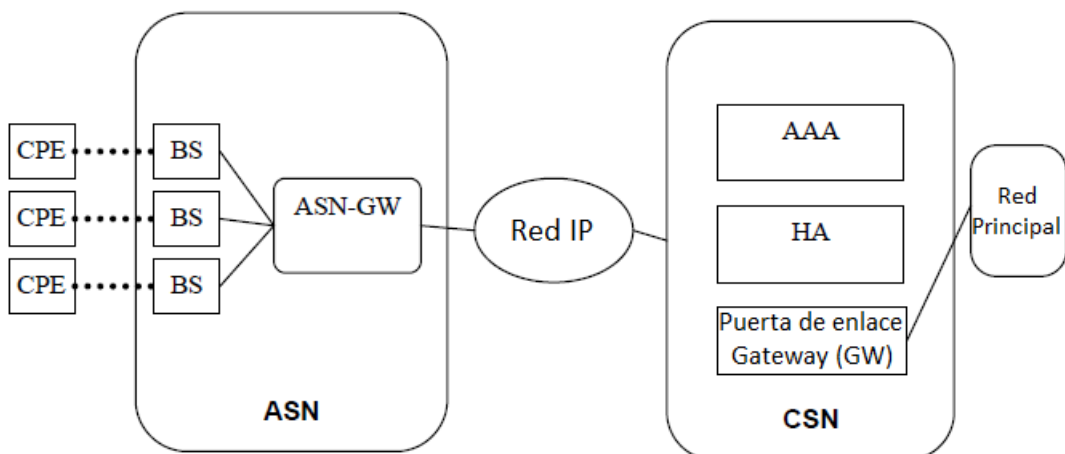 CPE
BS
CPE
BS
CPE
BS
ASN-GW
ASN
Red IP
AAA
HA
Puerta de enlace
Gateway (GW)
CSN
Red
Principal